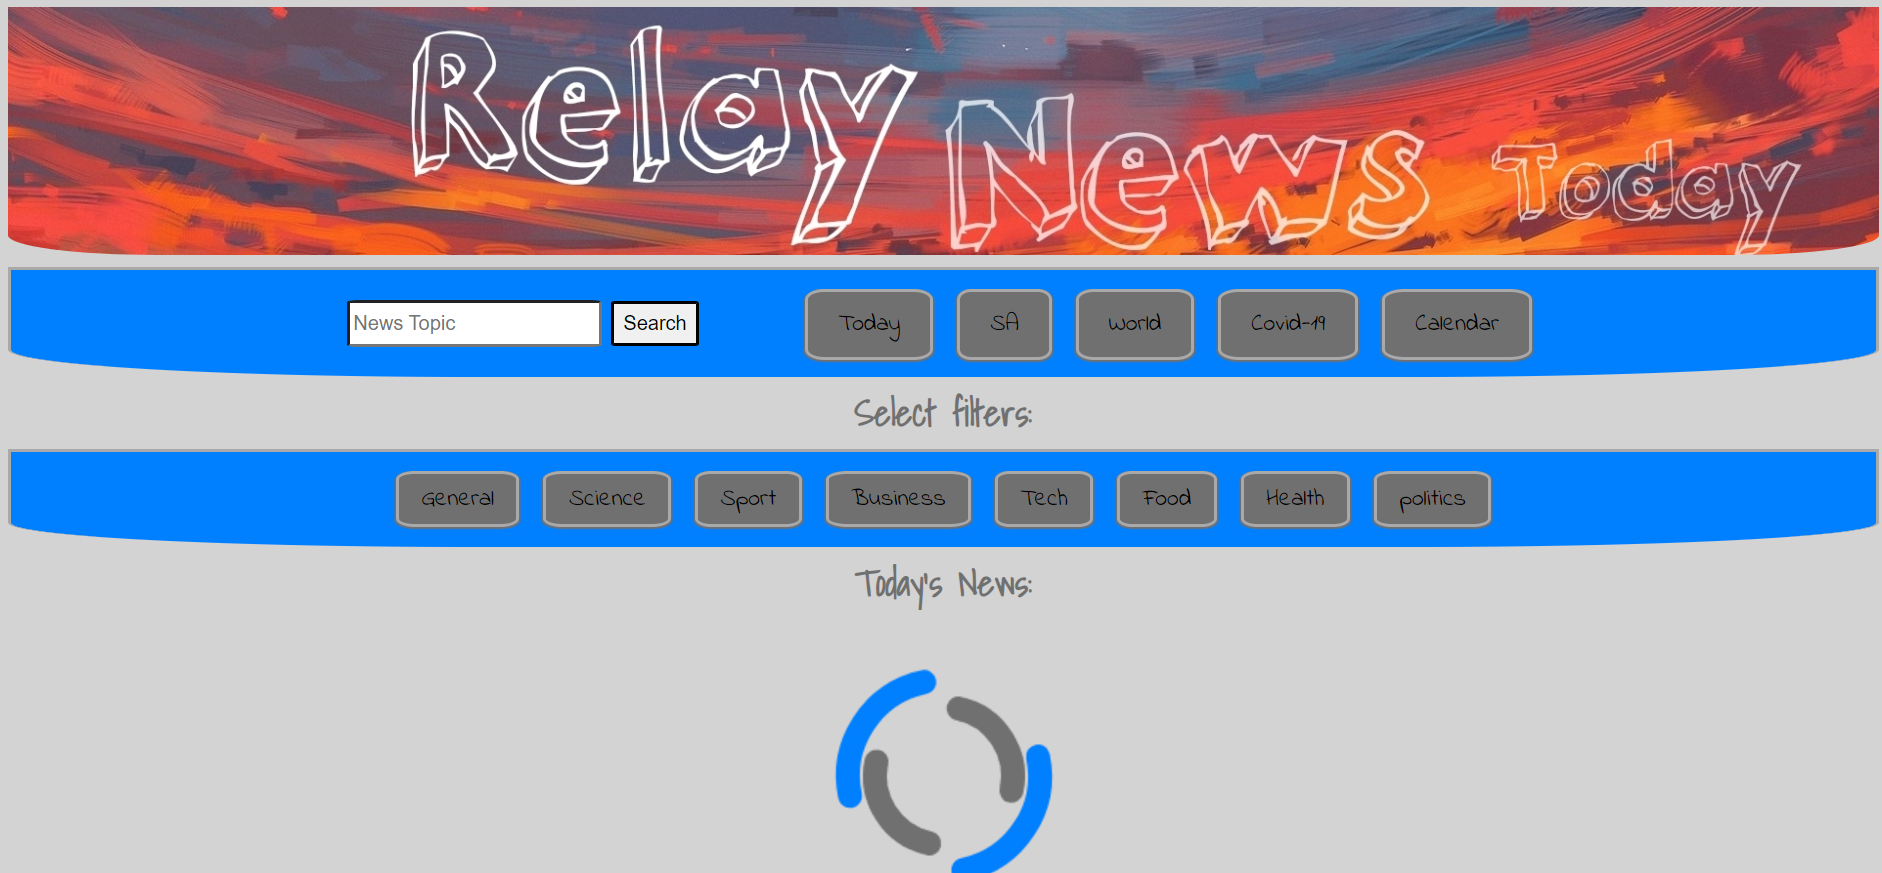 Relay News Today
News Topic Search Today SA World Covid-19 Calendar
Select filters:
General Science Sport Business Tech Food Health politics
Today's News: